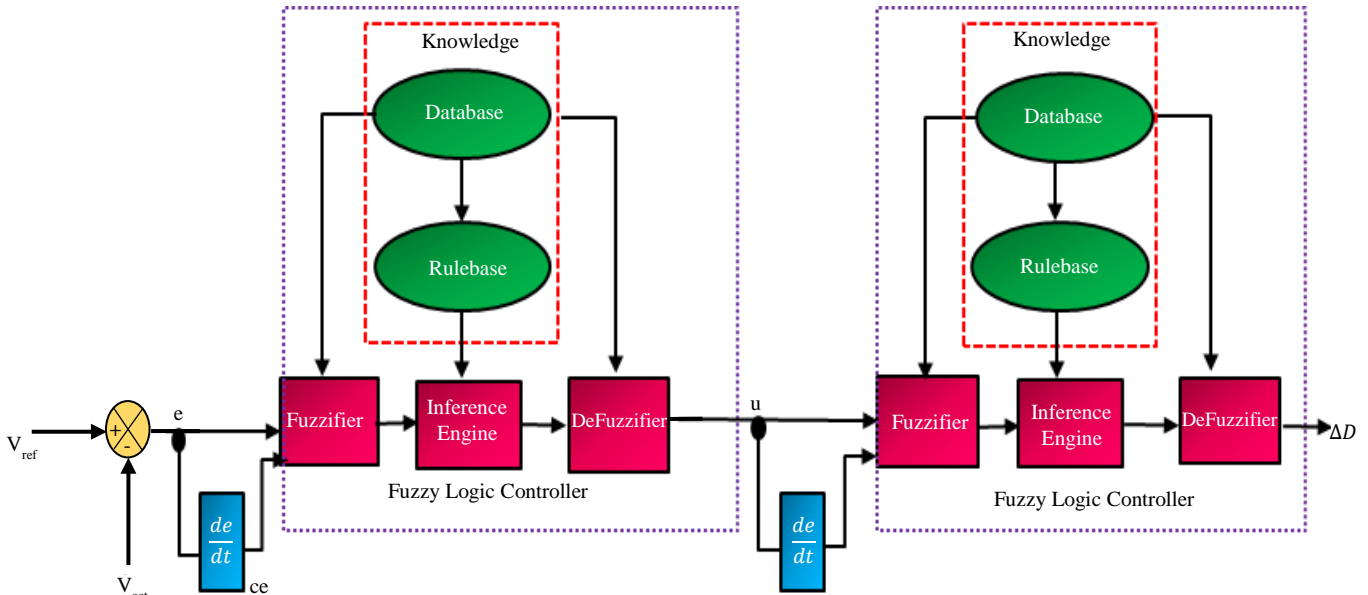 Knowledge
Database
Rulebase
Fuzzifier
Inference
Engine
DeFuzzifier
Fuzzy Logic Controller
V ref
+
-
e
de
dt
ce
u
de
dt
Knowledge
Database
Rulebase
Fuzzifier
Inference
Engine
DeFuzzifier
Fuzzy Logic Controller
ΔD